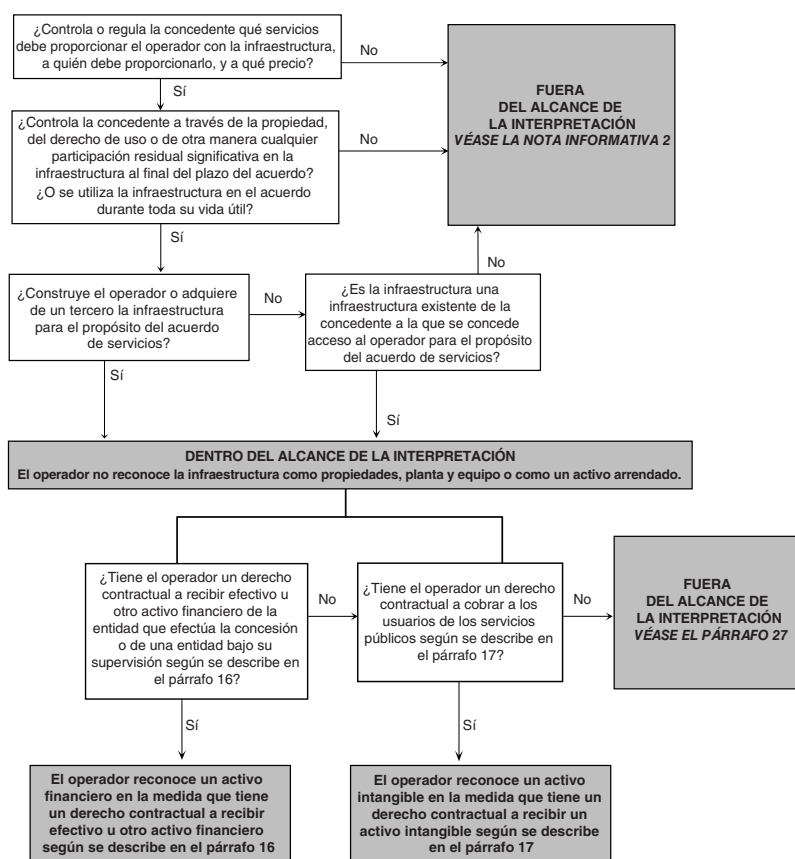 ¿Controla o regula la concedente qué servicios
debe proporcionar el operador con la infraestructura,
a quién debe proporcionarlo, y a qué precio?
No
FUERA
DEL ALCANCE DE
LA INTERPRETACIÓN
VÉASE LA NOTA INFORMATIVA 2
Sí
¿Controla la concedente a través de la propiedad,
del derecho de uso o de otra manera cualquier
participación residual significativa en la
infraestructura al final del plazo del acuerdo?
¿O se utiliza la infraestructura en el acuerdo
durante toda su vida útil?
No
Sí
No
¿Construye el operador o adquiere
de un tercero la infraestructura
para el propósito del acuerdo
de servicios?
No
¿Es la infraestructura una
infraestructura existente de la
concedente a la que se concede
acceso al operador para el propósito
del acuerdo de servicios?
Sí
Sí
DENTRO DEL ALCANCE DE LA INTERPRETACIÓN
El operador no reconoce la infraestructura como propiedades, planta y equipo o como un activo arrendado.
¿Tiene el operador un derecho
contractual a recibir efectivo u
otro activo financiero de la
entidad que efectúa la concesión
o de una entidad bajo su
supervisión según se describe en
el párrafo 16?
No
¿Tiene el operador un derecho
contractual a cobrar a los
usuarios de los servicios
públicos según se describe en
el párrafo 17?
No
FUERA
DEL ALCANCE DE
LA INTERPRETACIÓN
VÉASE EL PÁRRAFO 27
Sí
Sí
El operador reconoce un activo
financiero en la medida que tiene
un derecho contractual a recibir
efectivo u otro activo financiero
según se describe en el párrafo 16
El operador reconoce un activo
intangible en la medida que tiene un
derecho contractual a recibir un
activo intangible según se describe
en el párrafo 17